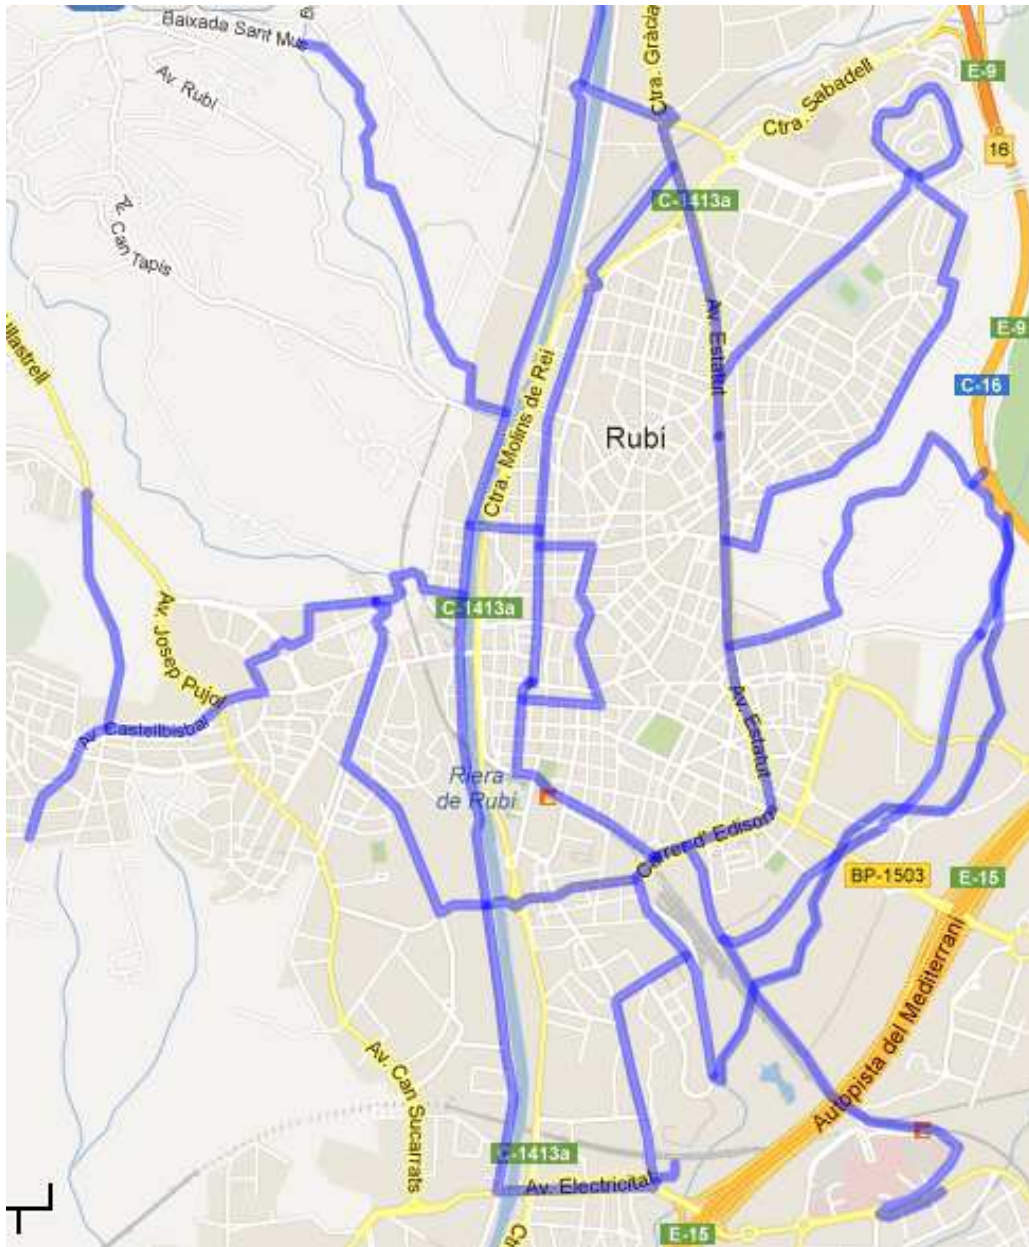 Baixada Sant Muç
Av. Rubí
Ctra. Gràcia
Ctra. Sabadell
E-9
16
C-1413a
Pl. Can Tapis
Av. Estatut
E-9
C-16
Ctra. Molins de Rei
Rubí
C-1413a
Av. Josep Pujol
Av. Castellbisbal
Av. Estatut
Riera
de Rubí
E
Carrer d' Edison
BP-1503
E-15
Autopista del Mediterrani
Av. Can Sucarrats
E
C-1413a
Av. Electricitat
E-15